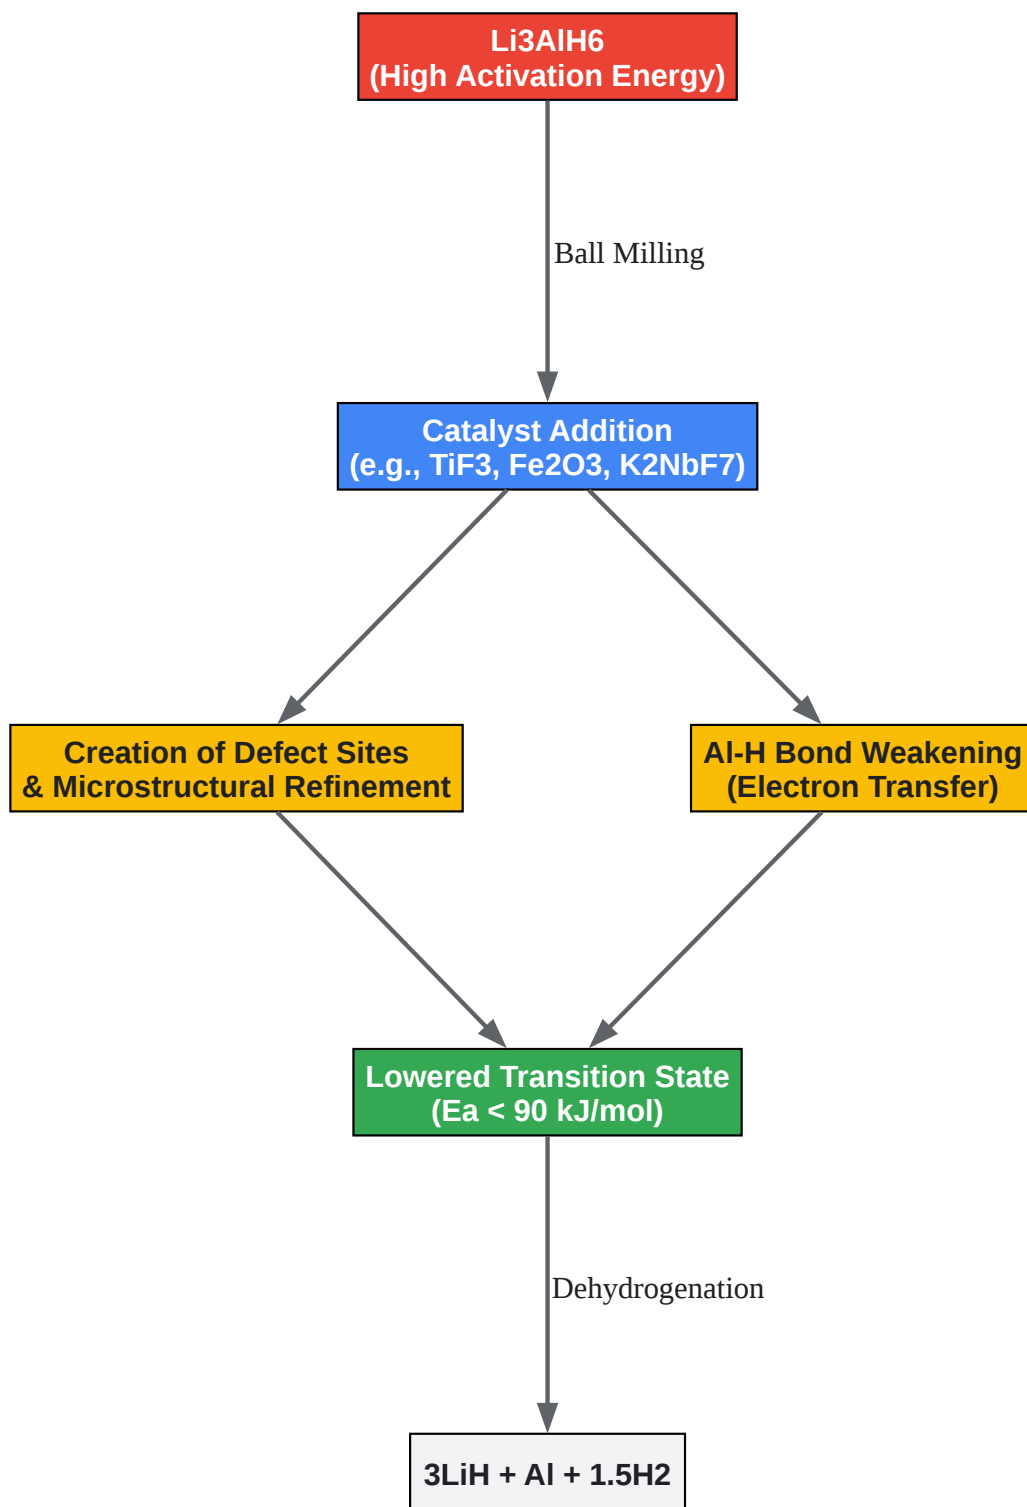 Li3AlH6
(High Activation Energy)
Ball Milling
Catalyst Addition
(e.g., TiF3, Fe2O3, K2NbF7)
Creation of Defect Sites
& Microstructural Refinement
Al-H Bond Weakening
(Electron Transfer)
Lowered Transition State
(Ea < 90 kJ/mol)
Dehydrogenation
3LiH + Al + 1.5H2